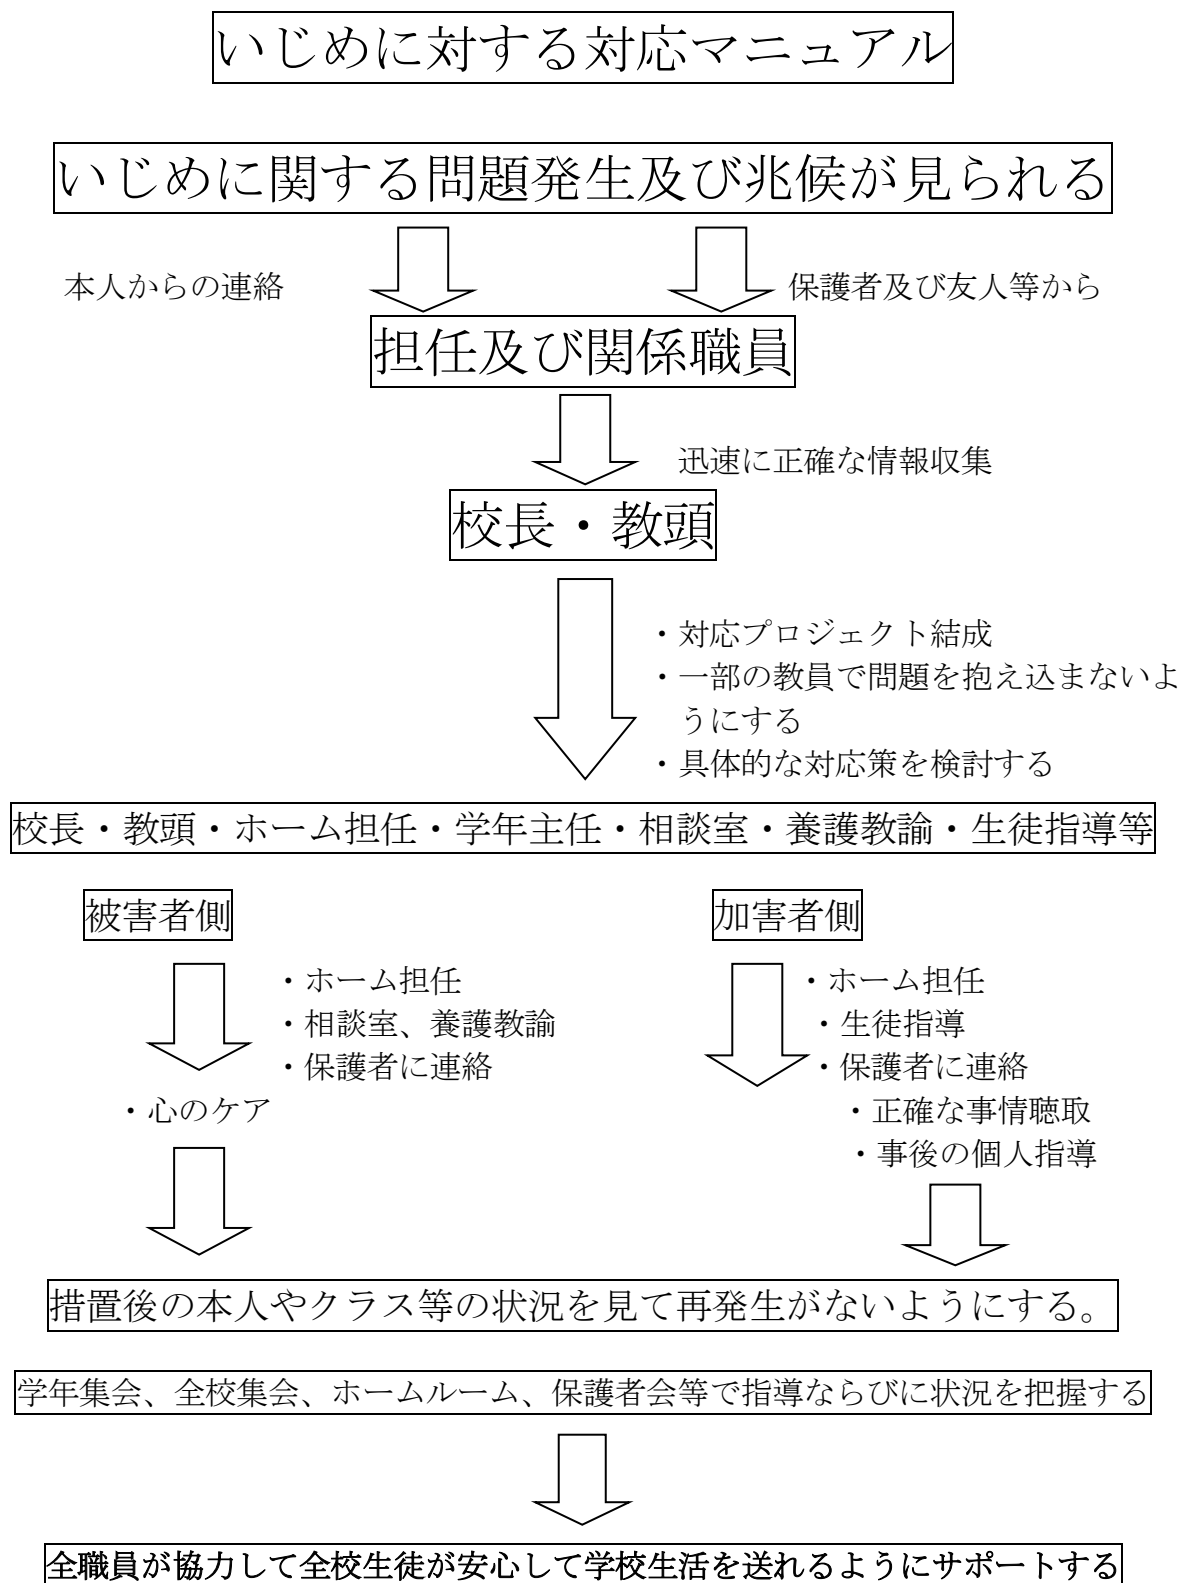 いじめに対する対応マニュアル
いじめに関する問題発生及び兆候が見られる
本人からの連絡
保護者及び友人等から
担任及び関係職員
迅速に正確な情報収集
校長・教頭
・対応プロジェクト結成
・一部の教員で問題を抱え込まないよ
うにする
・具体的な対応策を検討する
校長・教頭・ホーム担任・学年主任・相談室・養護教諭・生徒指導等
被害者側
・ホーム担任
・相談室、養護教諭
・保護者に連絡
・心のケア
加害者側
・ホーム担任
・生徒指導
・保護者に連絡
・正確な事情聴取
・事後の個人指導
措置後の本人やクラス等の状況を見て再発生がないようにする。
学年集会、全校集会、ホームルーム、保護者会等で指導ならびに状況を把握する
全職員が協力して全校生徒が安心して学校生活を送れるようにサポートする